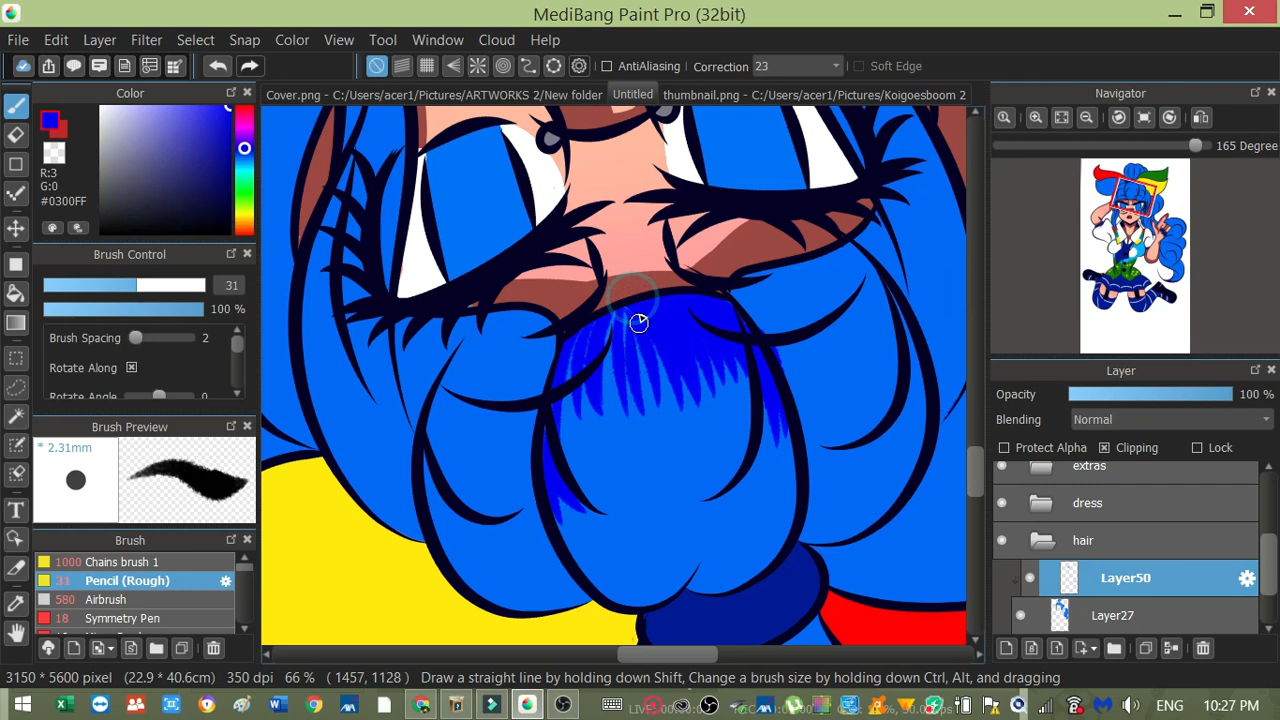 MediBang Paint Pro (32bit)
File Edit Layer Filter Select Snap Color View Tool Window Cloud Help
AntiAliasing Correction 23 Soft Edge
Color
Cover.png - C:/Users/acer1/Pictures/ARTWORKS 2/New folder Untitled thumbnail.png - C:/Users/acer1/Pictures/Koigoesboom 2
Navigator
165 Degree
R:3
G:0
#0300FF
Brush Control
31
100 %
Brush Spacing 2
Rotate Along
Rotate Angle 0
Brush Preview
* 2.31mm
Brush
1000 Chains brush 1
31 Pencil (Rough)
580 Airbrush
18 Symmetry Pen
Layer
Opacity 100 %
Blending Normal
Protect Alpha Clipping Lock
extras
dress
hair
Layer50
Layer27
3150 * 5600 pixel (22.9 * 40.6cm) 350 dpi 66 % ( 1457, 1128 ) Draw a straight line by holding down Shift, Change a brush size by holding down Ctrl, Alt, and dragging
ENG 10:27 PM